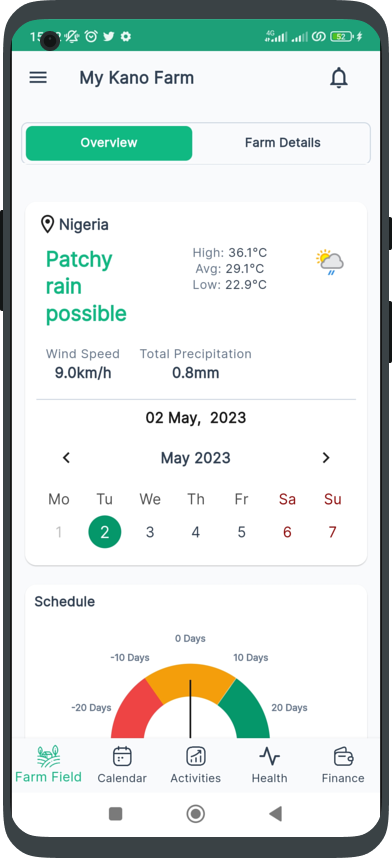 4G
52
My Kano Farm
Overview
Farm Details
Nigeria
Patchy
rain
possible
High: 36.1°C
Avg: 29.1°C
Low: 22.9°C
Wind Speed
Total Precipitation
9.0km/h
0.8mm
02 May, 2023
May 2023
Mo Tu We Th Fr Sa Su
1 2 3 4 5 6 7
Schedule
0 Days
-10 Days
10 Days
-20 Days
20 Days
Farm Field
Calendar
Activities
Health
Finance